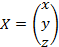 X = (x
y
z)